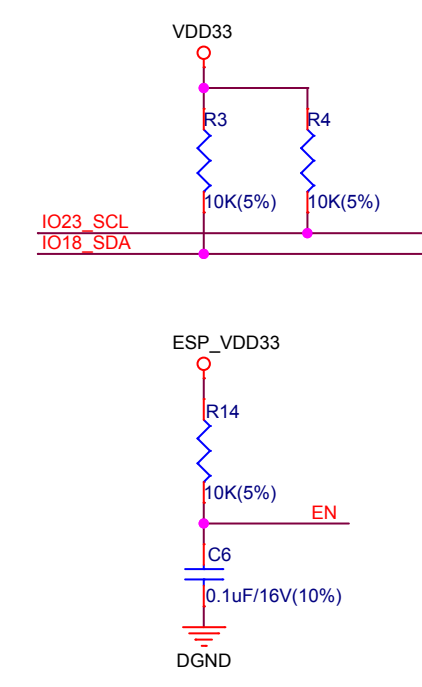 VDD33
R3
R4
10K(5%)
10K(5%)
IO23_SCL
IO18_SDA
ESP_VDD33
R14
10K(5%)
EN
C6
0.1uF/16V(10%)
DGND